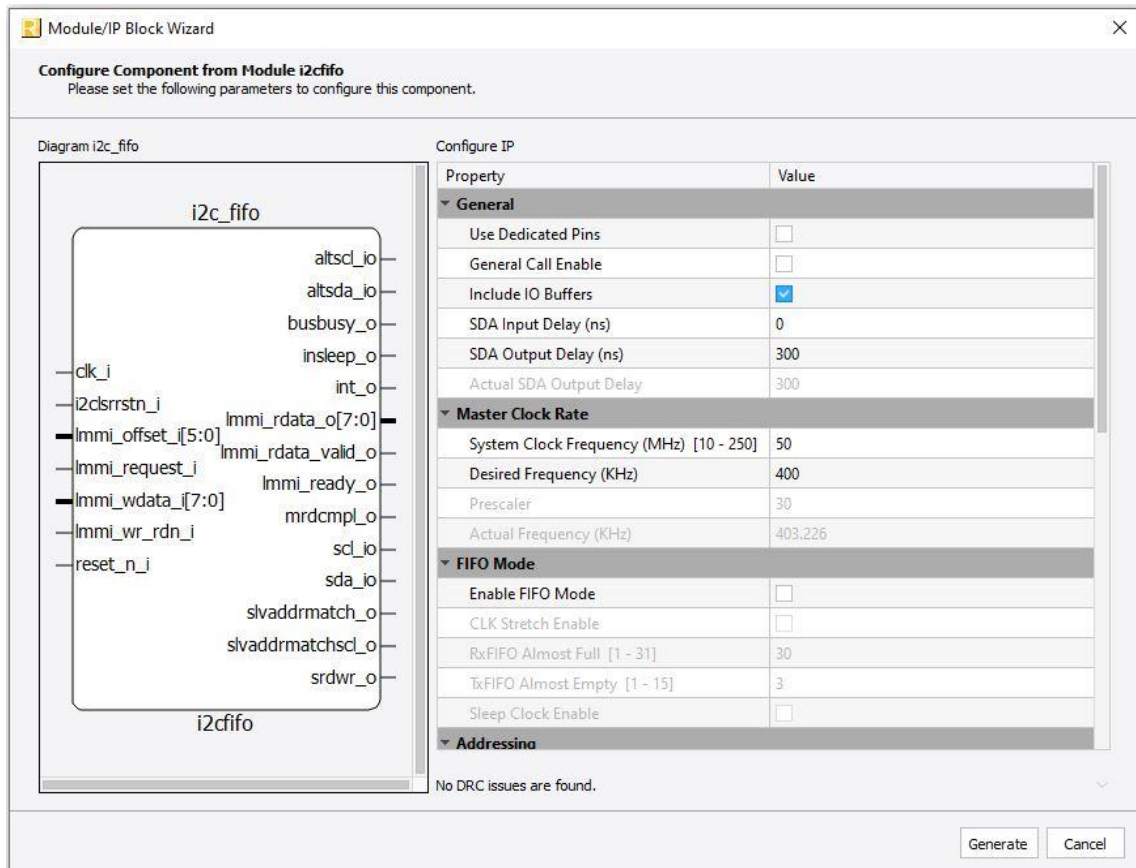 Module/IP Block Wizard
Configure Component from Module i2cfifo
Please set the following parameters to configure this component.
Diagram i2c_fifo
i2c_fifo
altscl_io
altsda_io
busbusy_o
insleep_o
clk_i
int_o
i2clsrrstn_i
lmmi_rdata_o[7:0]
lmmi_offset_i[5:0]
lmmi_rdata_valid_o
lmmi_request_i
lmmi_ready_o
lmmi_wdata_i[7:0]
mrdcmpl_o
lmmi_wr_rdn_i
scl_io
reset_n_i
sda_io
slvaddrmatch_o
slvaddrmatchscl_o
srdwr_o
i2cfifo
Configure IP
Property Value
General
Use Dedicated Pins
General Call Enable
Include IO Buffers
SDA Input Delay (ns) 0
SDA Output Delay (ns) 300
Actual SDA Output Delay 300
Master Clock Rate
System Clock Frequency (MHz) [10 - 250] 50
Desired Frequency (KHz) 400
Prescaler 30
Actual Frequency (KHz) 403.226
FIFO Mode
Enable FIFO Mode
CLK Stretch Enable
RxFIFO Almost Full [1 - 31] 30
TxFIFO Almost Empty [1 - 15] 3
Sleep Clock Enable
Addressing
No DRC issues are found.
Generate Cancel